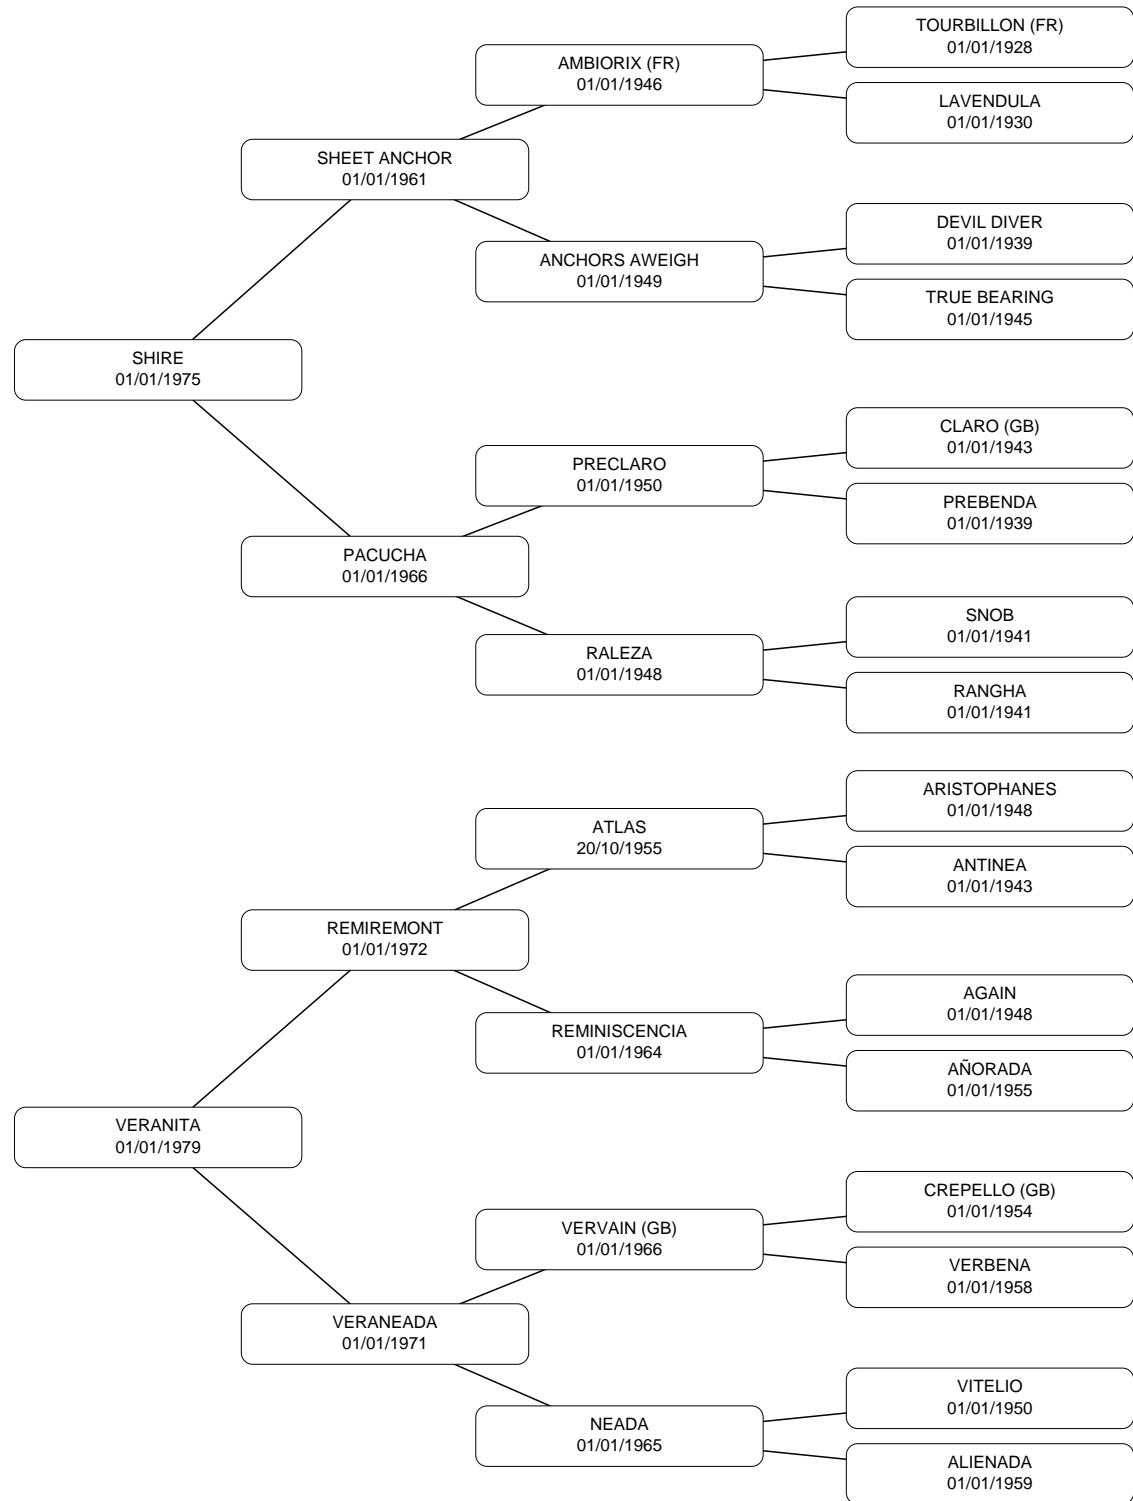 TOURBILLON (FR)
01/01/1928
AMBIORIX (FR)
01/01/1946
LAVENDULA
01/01/1930
SHEET ANCHOR
01/01/1961
DEVIL DIVER
01/01/1939
ANCHORS AWEIGH
01/01/1949
TRUE BEARING
01/01/1945
SHIRE
01/01/1975
CLARO (GB)
01/01/1943
PRECLARO
01/01/1950
PREBENDA
01/01/1939
PACUCHA
01/01/1966
SNOB
01/01/1941
RALEZA
01/01/1948
RANGHA
01/01/1941
ARISTOPHANES
01/01/1948
ATLAS
20/10/1955
ANTINEA
01/01/1943
REMIREMONT
01/01/1972
AGAIN
01/01/1948
REMINISCENCIA
01/01/1964
AÑORADA
01/01/1955
VERANITA
01/01/1979
CREPELLO (GB)
01/01/1954
VERVAIN (GB)
01/01/1966
VERBENA
01/01/1958
VERANEADA
01/01/1971
VITELIO
01/01/1950
NEADA
01/01/1965
ALIENADA
01/01/1959